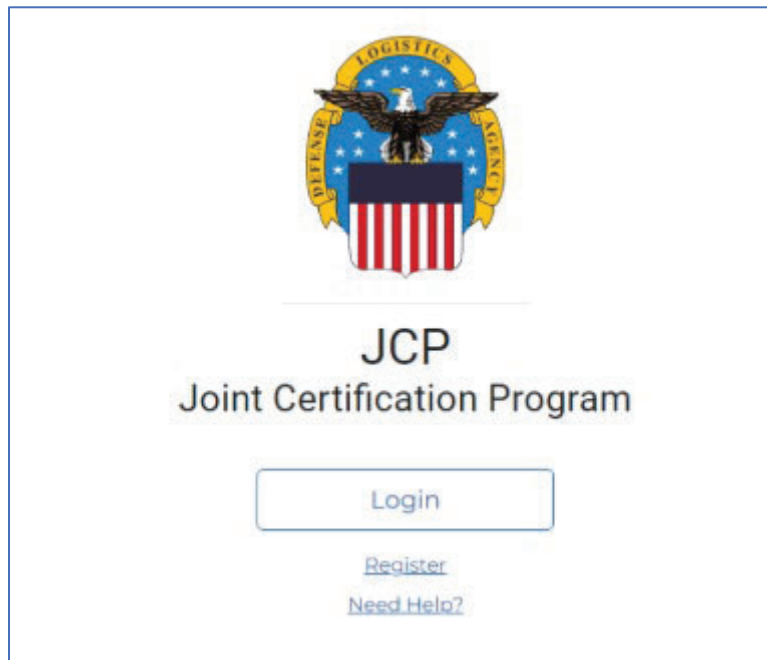 LOGISTICS
DEFENSE
AGENCY
JCP
Joint Certification Program
Login
Register
Need Help?